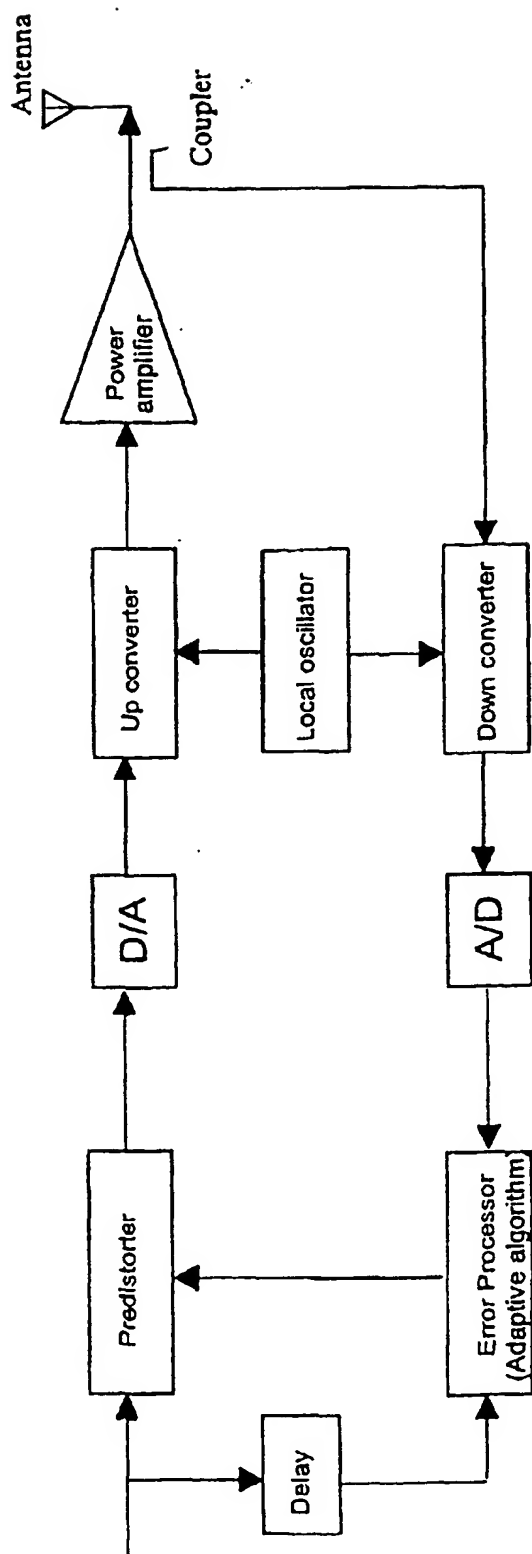 Antenna
Coupler
Power
amplifier
Up converter
Local oscillator
Down converter
D/A
A/D
Predistorter
Error Processor
(Adaptive algorithm)
Delay